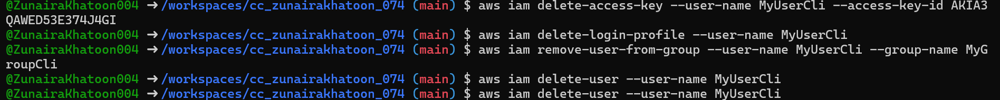 @ZunairaKhatoon004 → /workspaces/cc_zunairakhatoon_074 (main) $ aws iam delete-access-key --user-name MyUserCli --access-key-id AKIA3
QAWED53E374J4GI
@ZunairaKhatoon004 → /workspaces/cc_zunairakhatoon_074 (main) $ aws iam delete-login-profile --user-name MyUserCli
@ZunairaKhatoon004 → /workspaces/cc_zunairakhatoon_074 (main) $ aws iam remove-user-from-group --user-name MyUserCli --group-name MyG
roupCli
@ZunairaKhatoon004 → /workspaces/cc_zunairakhatoon_074 (main) $ aws iam delete-user --user-name MyUserCli
@ZunairaKhatoon004 → /workspaces/cc_zunairakhatoon_074 (main) $ aws iam delete-user --user-name MyUserCli